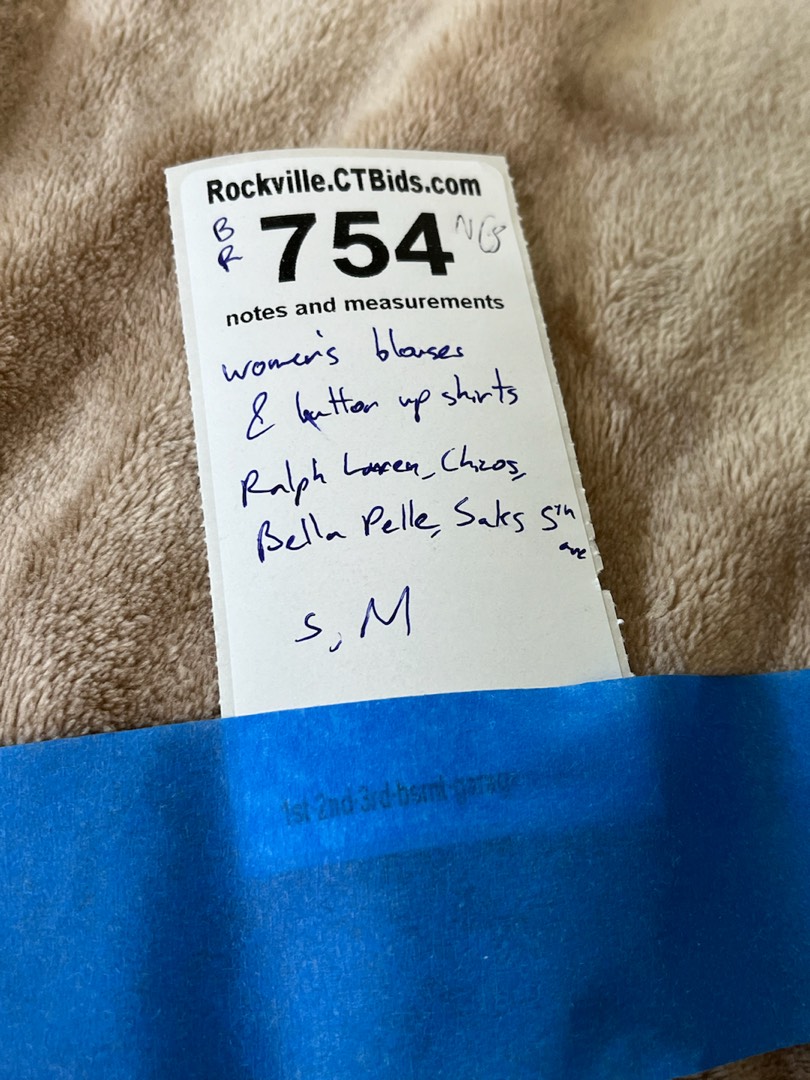 Rockville.CTBids.com
B
R
754
notes and measurements
women's blouses
& button up shirts
Ralph Lauren, Chicos,
Bella Pelle, Saks 5th
ave
S, M
1st 2nd 3rd bsmt garage